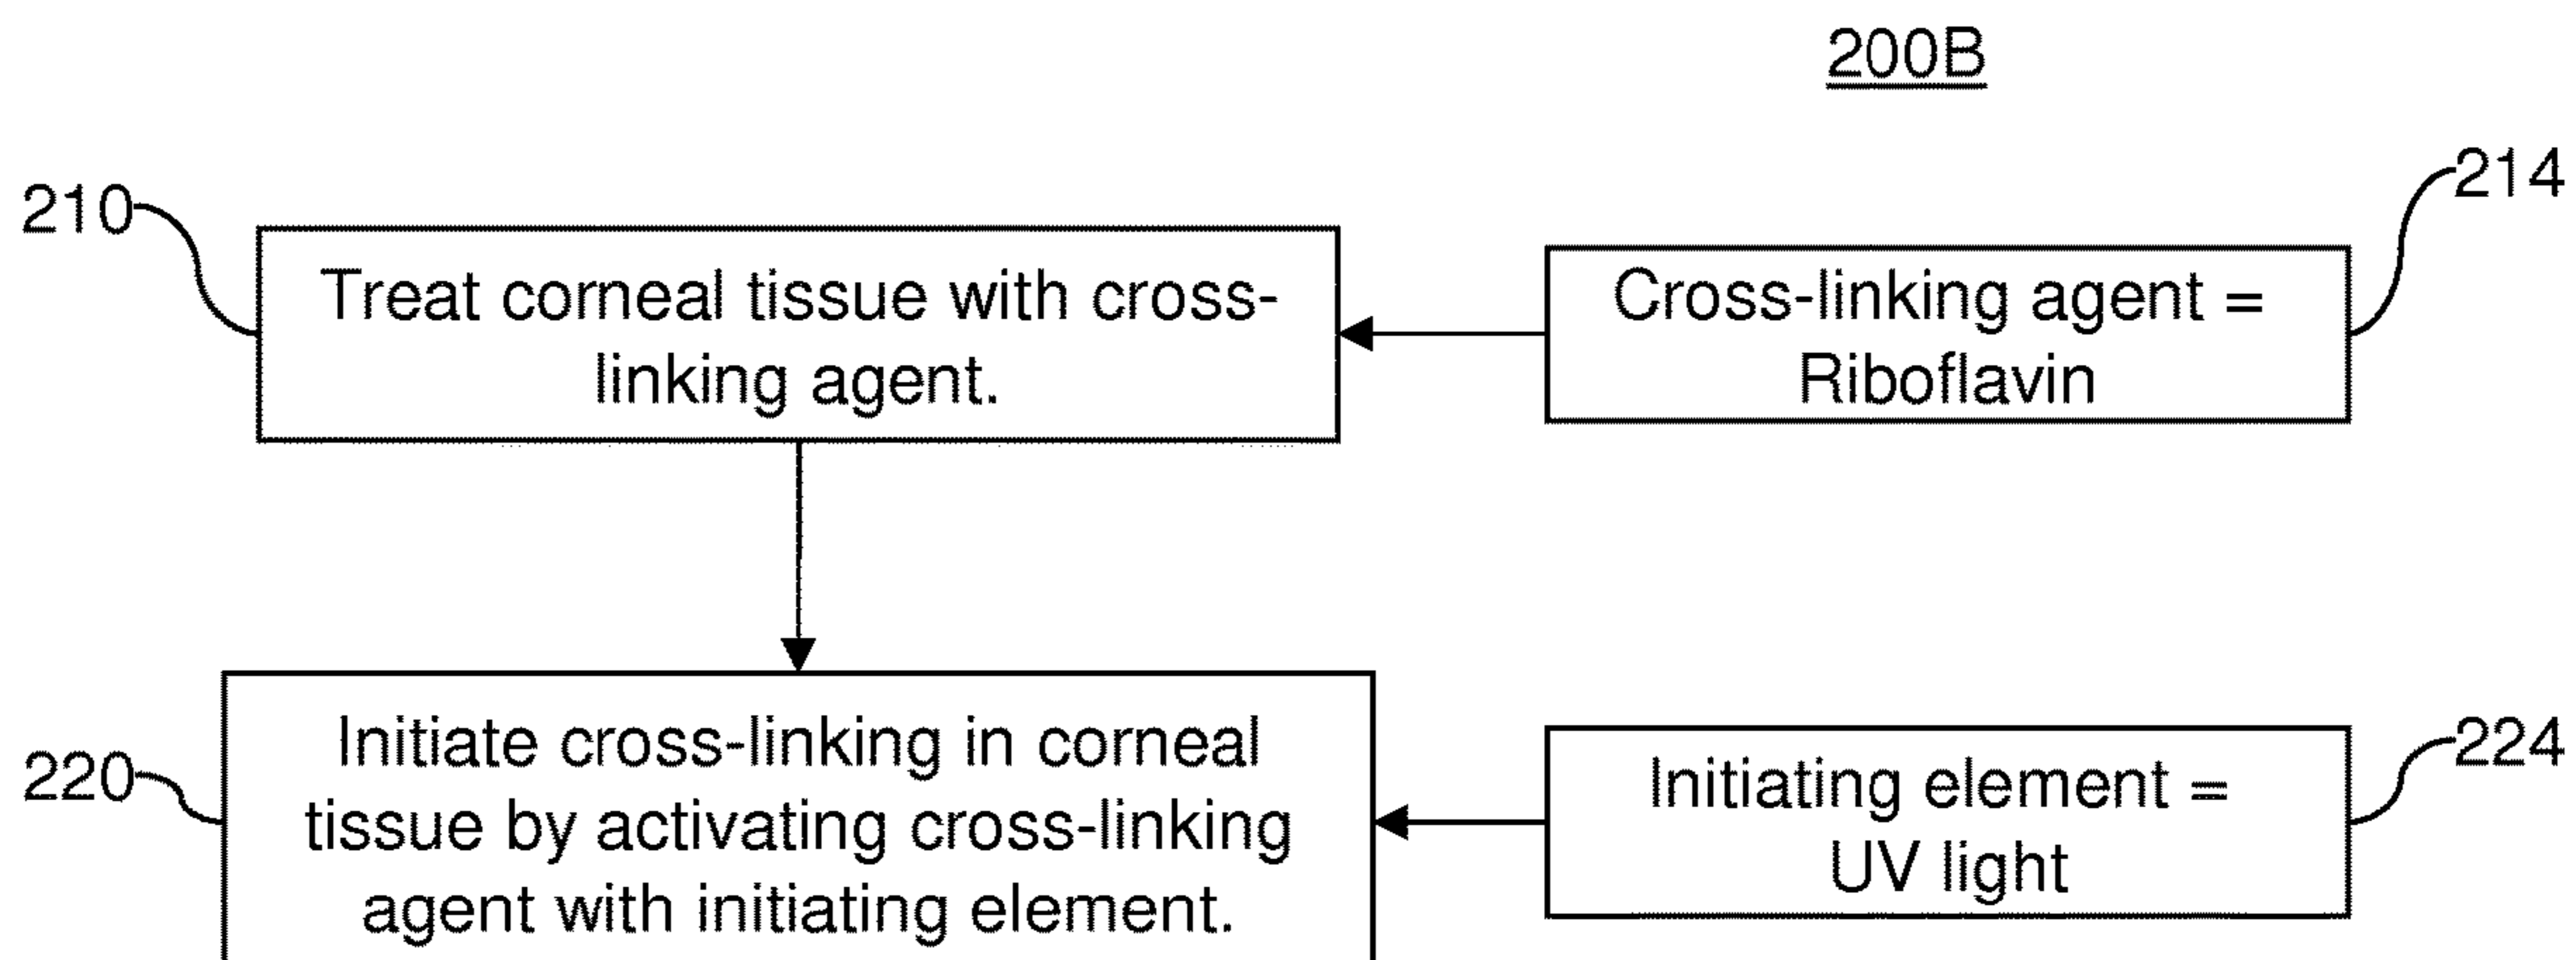 200B
210
Treat corneal tissue with cross-
linking agent.
Cross-linking agent =
Riboflavin
214
220
Initiate cross-linking in corneal
tissue by activating cross-linking
agent with initiating element.
Initiating element =
UV light
224